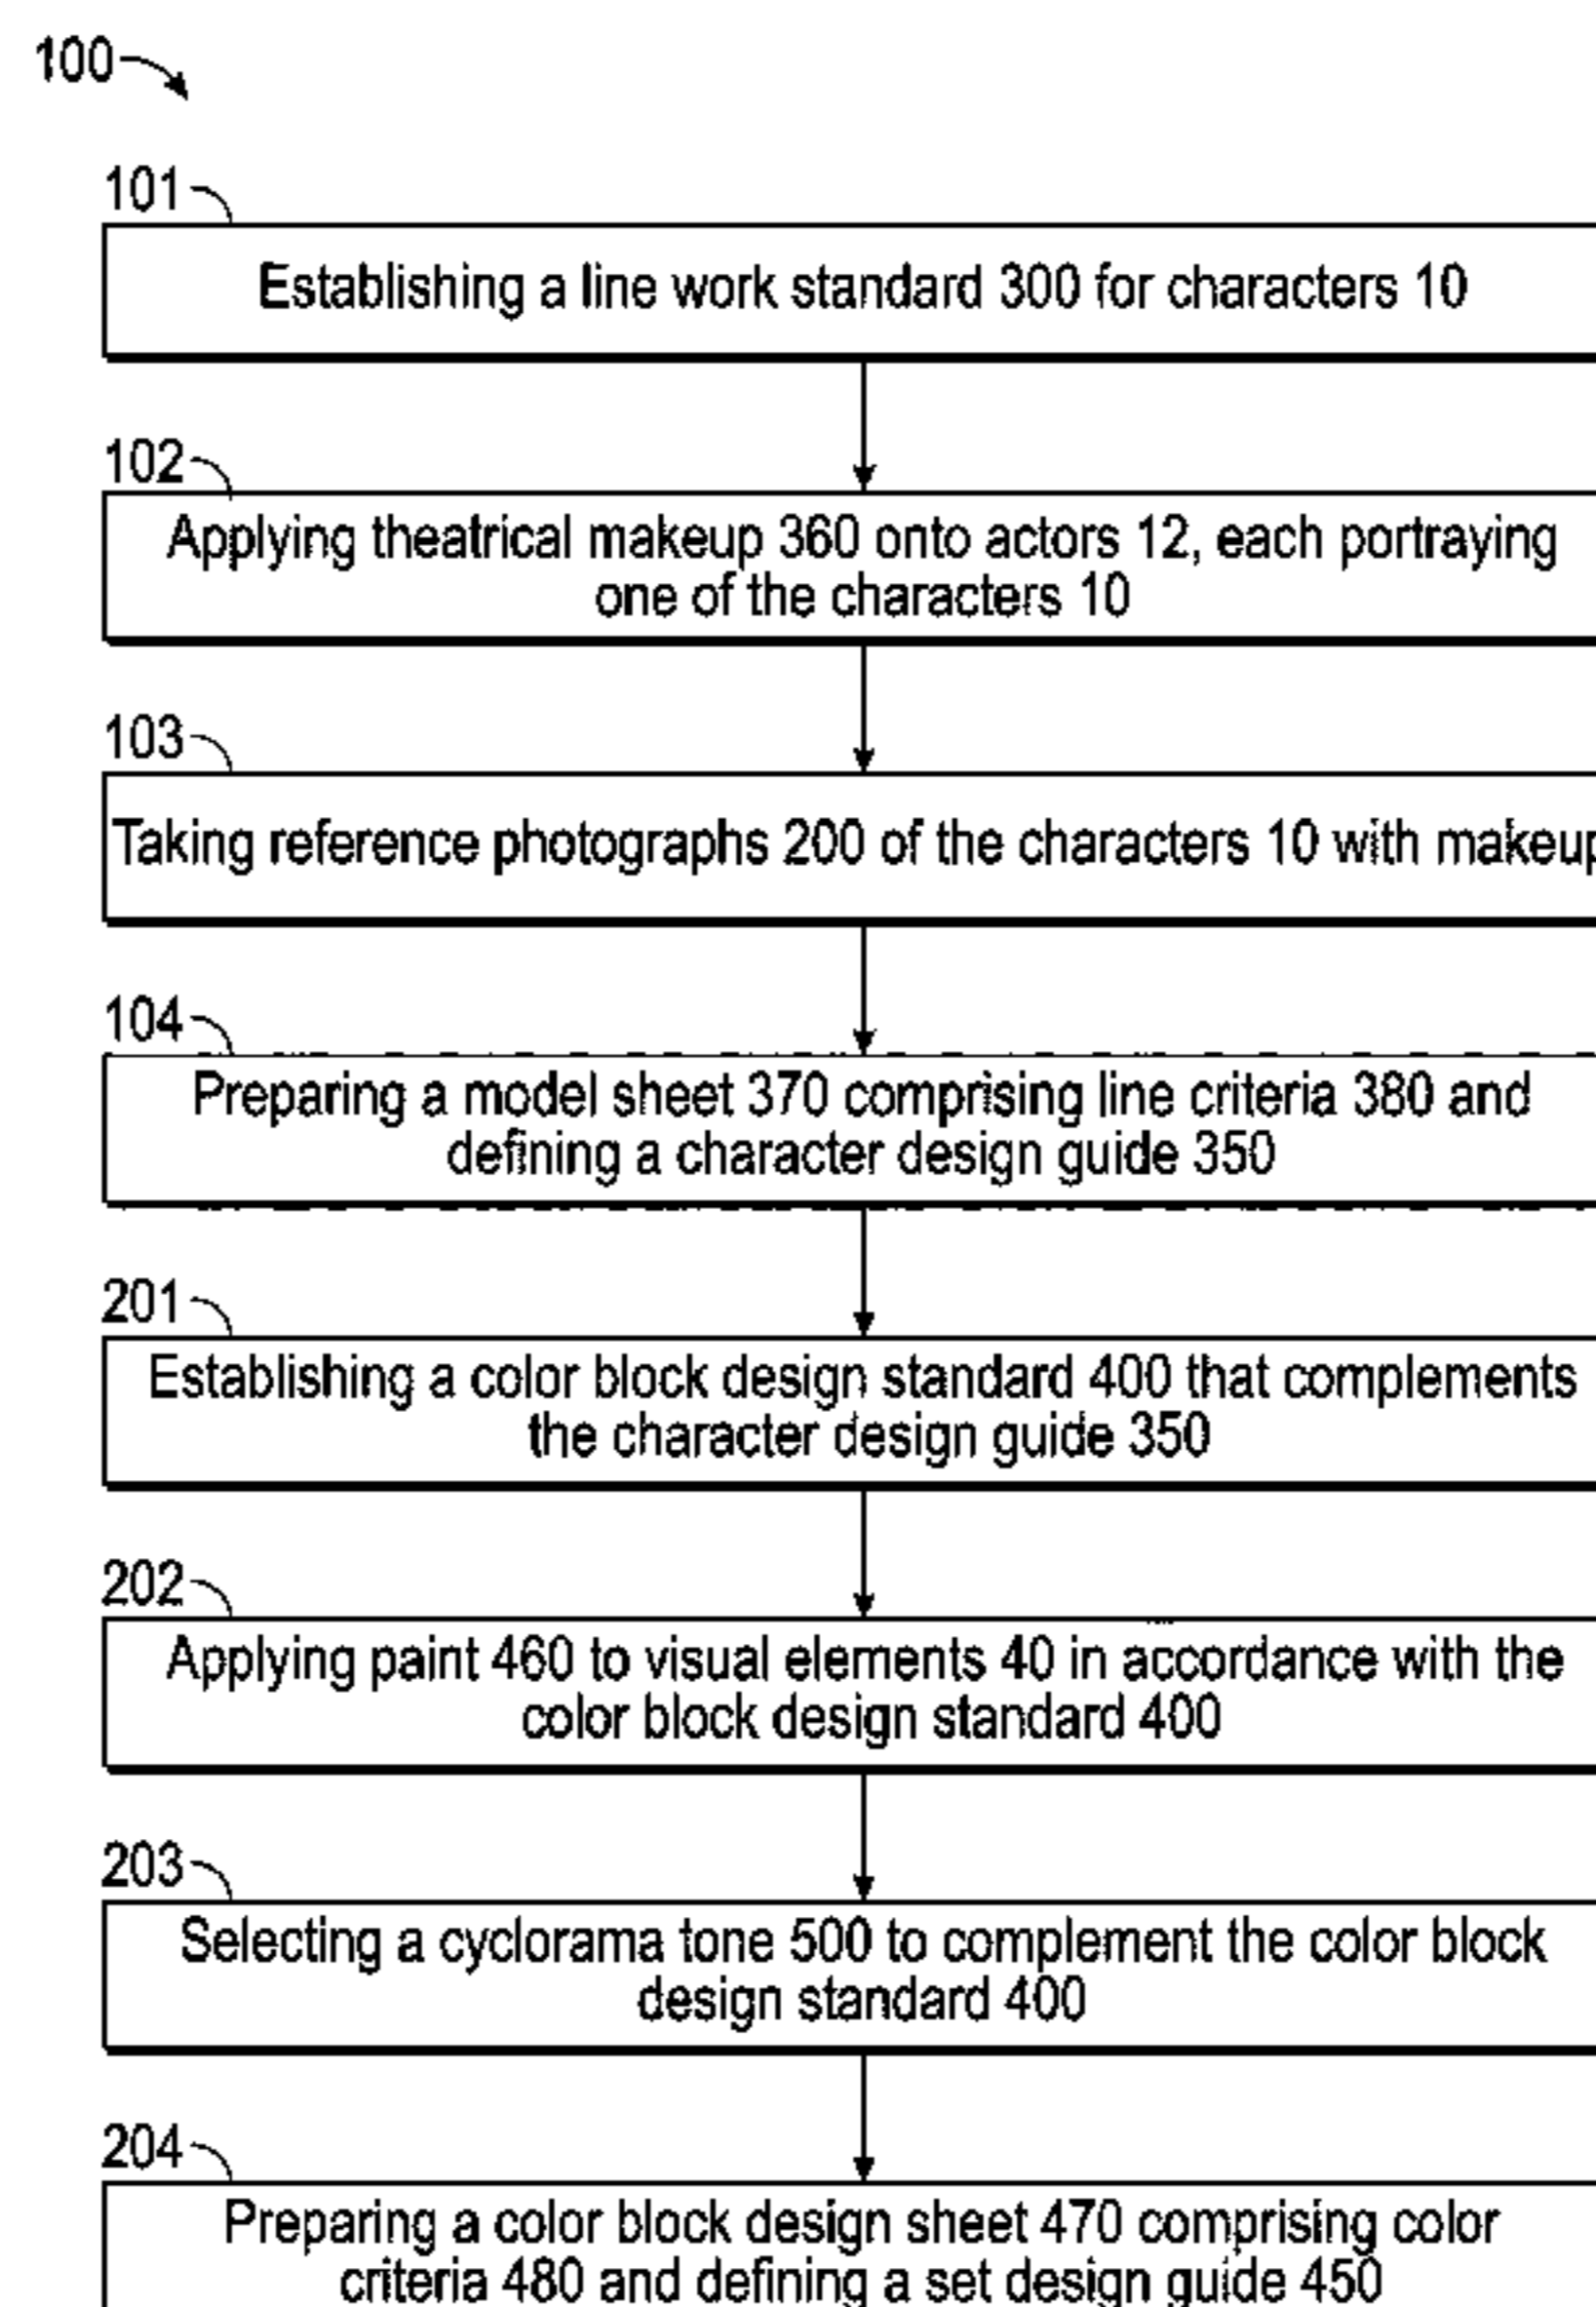 100
101
Establishing a line work standard 300 for characters 10
102
Applying theatrical makeup 360 onto actors 12, each portraying
one of the characters 10
103
Taking reference photographs 200 of the characters 10 with makeup
104
Preparing a model sheet 370 comprising line criteria 380 and
defining a character design guide 350
201
Establishing a color block design standard 400 that complements
the character design guide 350
202
Applying paint 460 to visual elements 40 in accordance with the
color block design standard 400
203
Selecting a cyclorama tone 500 to complement the color block
design standard 400
204
Preparing a color block design sheet 470 comprising color
criteria 480 and defining a set design guide 450